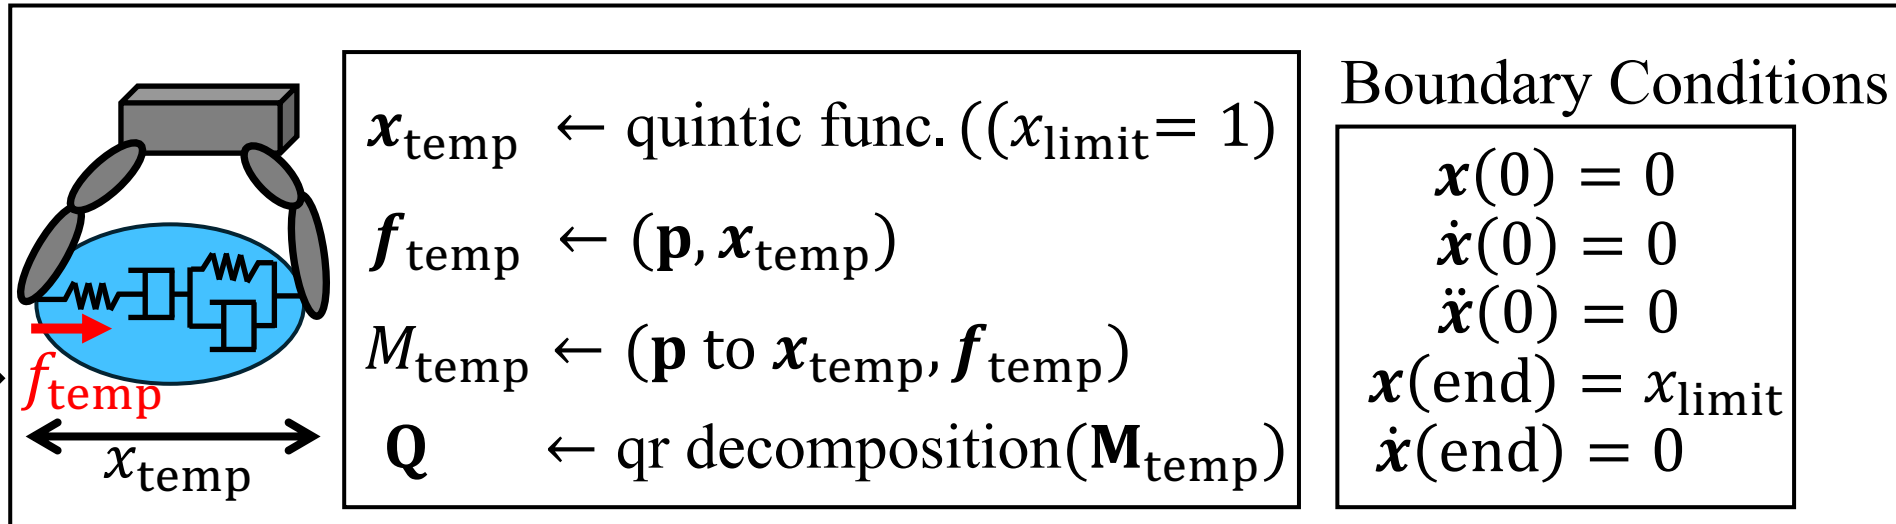 f_temp
x_temp
𝒙_temp ← quintic func. ((x_limit= 1)
𝒇_temp ← (𝐩, 𝒙_temp)
M_temp ← (𝐩 to 𝒙_temp, 𝒇_temp)
𝐐 ← qr decomposition(𝐌_temp)
Boundary Conditions
𝒙(0) = 0
𝒙̇(0) = 0
𝒙̈(0) = 0
𝒙(end) = x_limit
𝒙̇(end) = 0